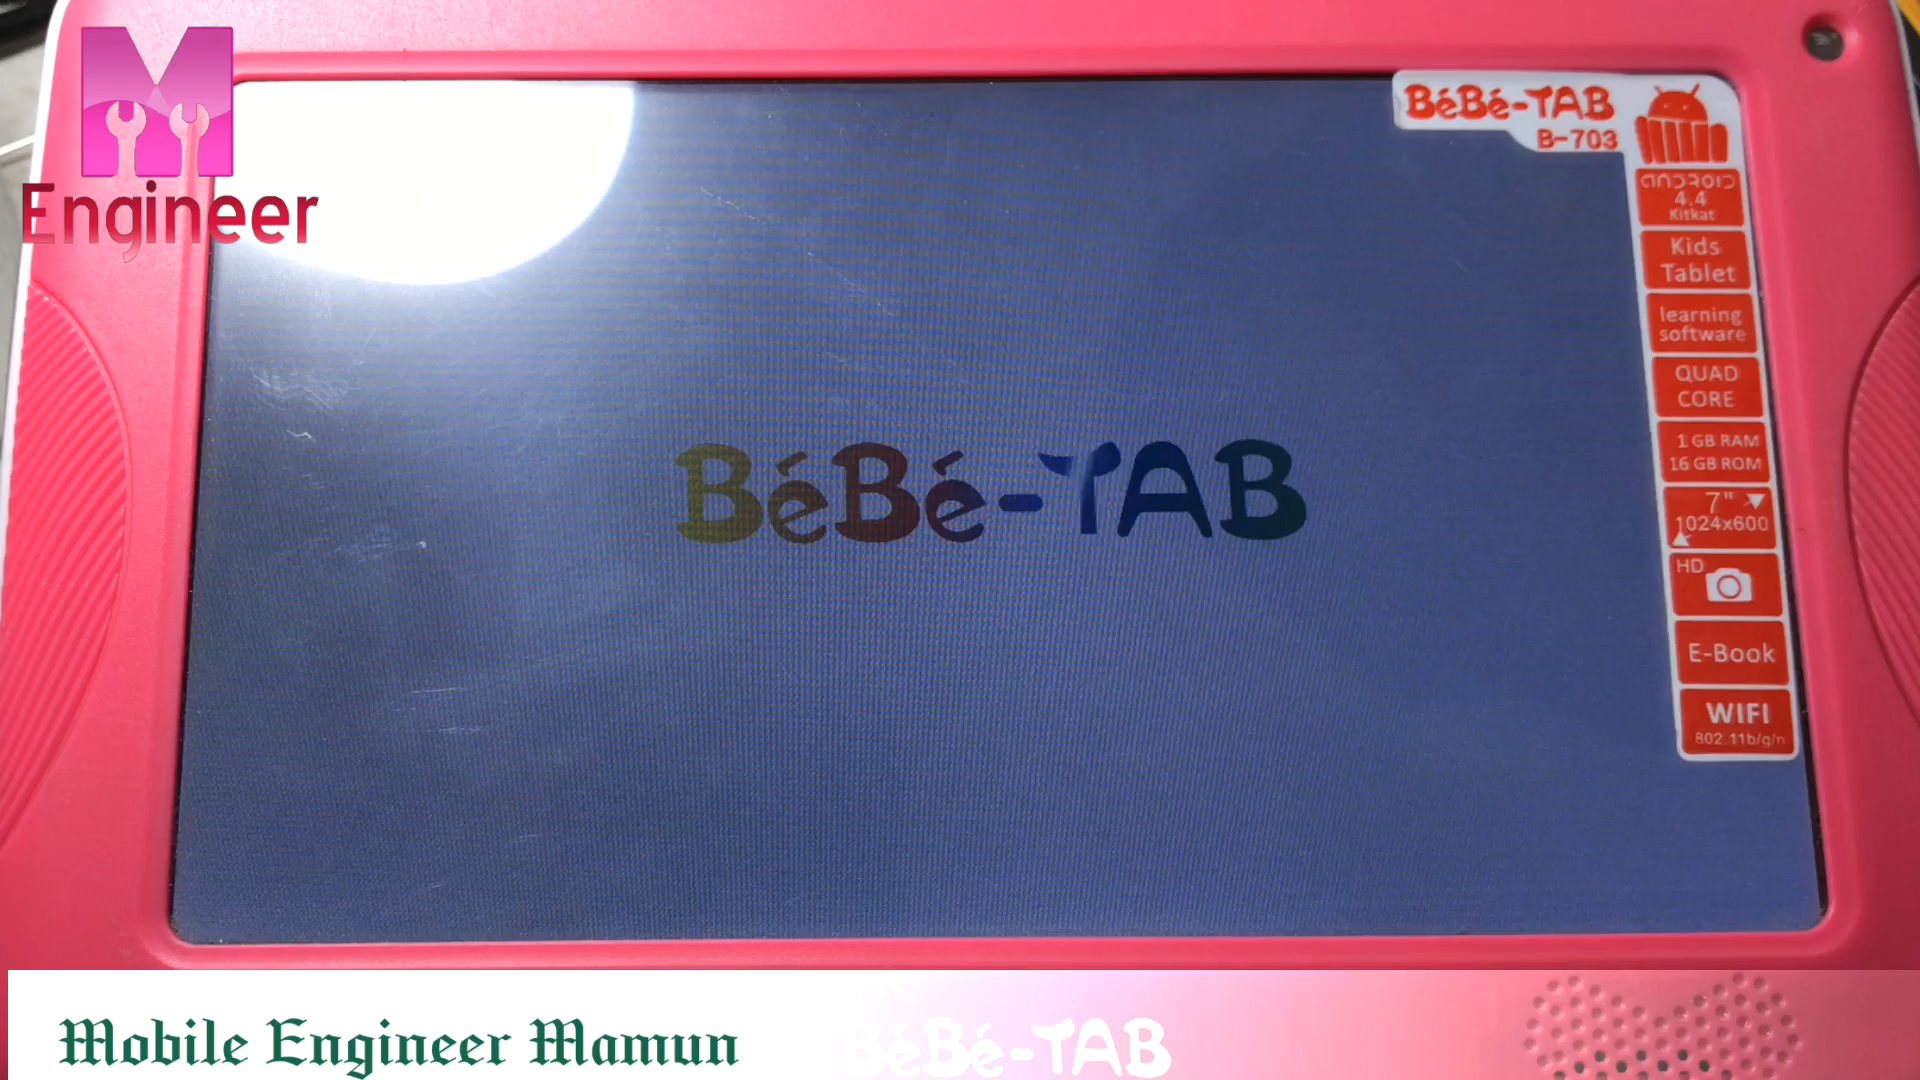 M
Engineer
BéBé-TAB
B-703
ANDROID
4.4
Kitkat
Kids
Tablet
learning
software
QUAD
CORE
1 GB RAM
16 GB ROM
7"
1024x600
HD
E-Book
WIFI
802.11b/g/n
BéBé-TAB
Mobile Engineer Mamun
BéBé-TAB